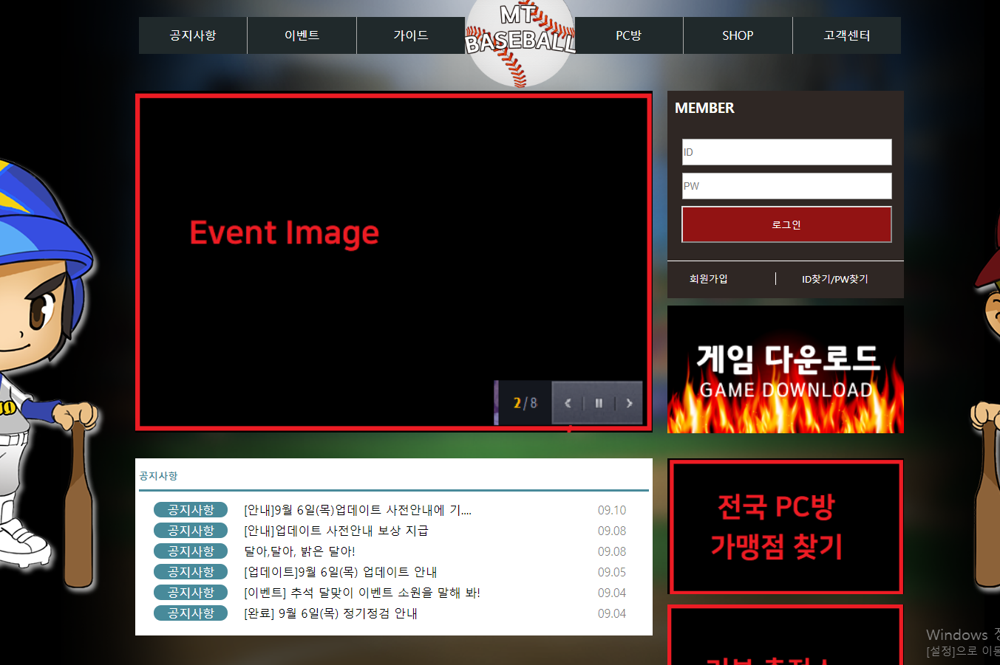 공지사항
이벤트
가이드
MT
BASEBALL
PC방
SHOP
고객센터
Event Image
2/8
MEMBER
ID
PW
로그인
회원가입
ID찾기/PW찾기
게임 다운로드
GAME DOWNLOAD
공지사항
공지사항 [안내]9월 6일(목)업데이트 사전안내에 기.... 09.10
공지사항 [안내]업데이트 사전안내 보상 지급 09.08
공지사항 달아,달아, 밝은 달아! 09.08
공지사항 [업데이트]9월 6일(목) 업데이트 안내 09.05
공지사항 [이벤트] 추석 달맞이 이벤트 소원을 말해 봐! 09.04
공지사항 [완료] 9월 6일(목) 정기정검 안내 09.04
전국 PC방
가맹점 찾기
Windows
[설정]으로